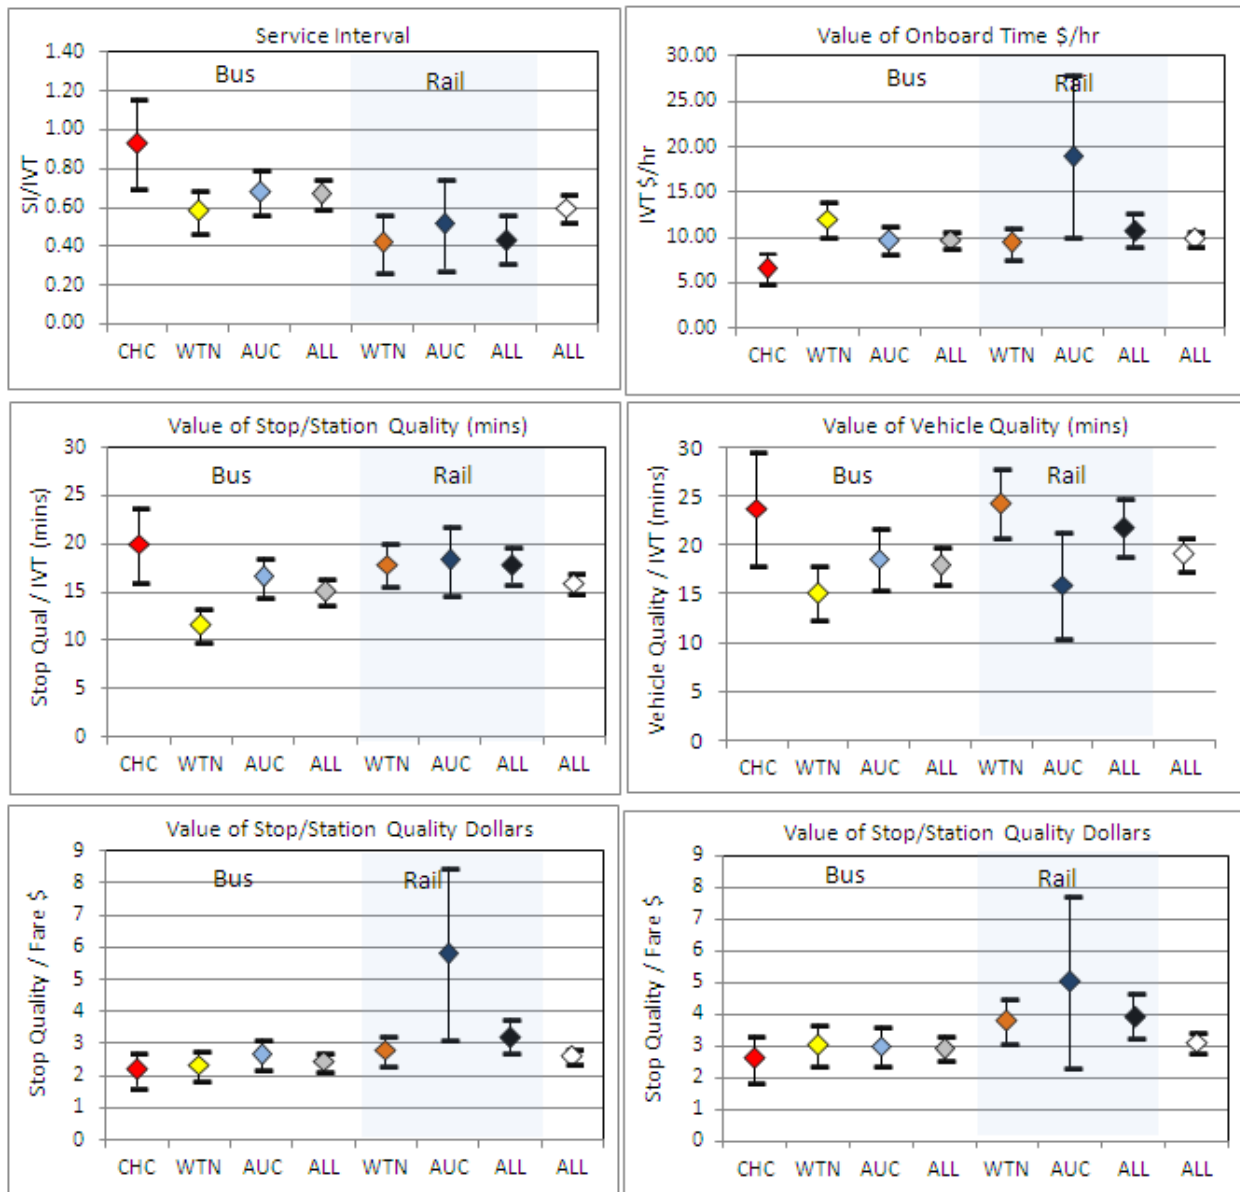 Service Interval
1.40
1.20
1.00
0.80
0.60
0.40
0.20
0.00
SI/IVT
Bus
Rail
CHC WTN AUC ALL WTN AUC ALL ALL
Value of Onboard Time $/hr
30.00
25.00
20.00
15.00
10.00
5.00
0.00
IVT $/hr
Bus
Rail
CHC WTN AUC ALL WTN AUC ALL ALL
Value of Stop/Station Quality (mins)
30
25
20
15
10
5
0
Stop Qual / IVT (mins)
Bus
Rail
CHC WTN AUC ALL WTN AUC ALL ALL
Value of Vehicle Quality (mins)
30
25
20
15
10
5
0
Vehicle Quality / IVT (mins)
Bus
Rail
CHC WTN AUC ALL WTN AUC ALL ALL
Value of Stop/Station Quality Dollars
9
8
7
6
5
4
3
2
1
0
Stop Quality / Fare $
Bus
Rail
CHC WTN AUC ALL WTN AUC ALL ALL
Value of Stop/Station Quality Dollars
9
8
7
6
5
4
3
2
1
0
Stop Quality / Fare $
Bus
Rail
CHC WTN AUC ALL WTN AUC ALL ALL